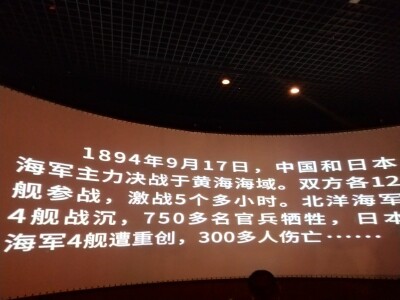 1894年9月17日，中国和日本
海军主力决战于黄海海域。双方各12
舰参战，激战5个多小时。北洋海军
4舰战沉，750多名官兵牺牲，日本
海军4舰遭重创，300多人伤亡⋯⋯